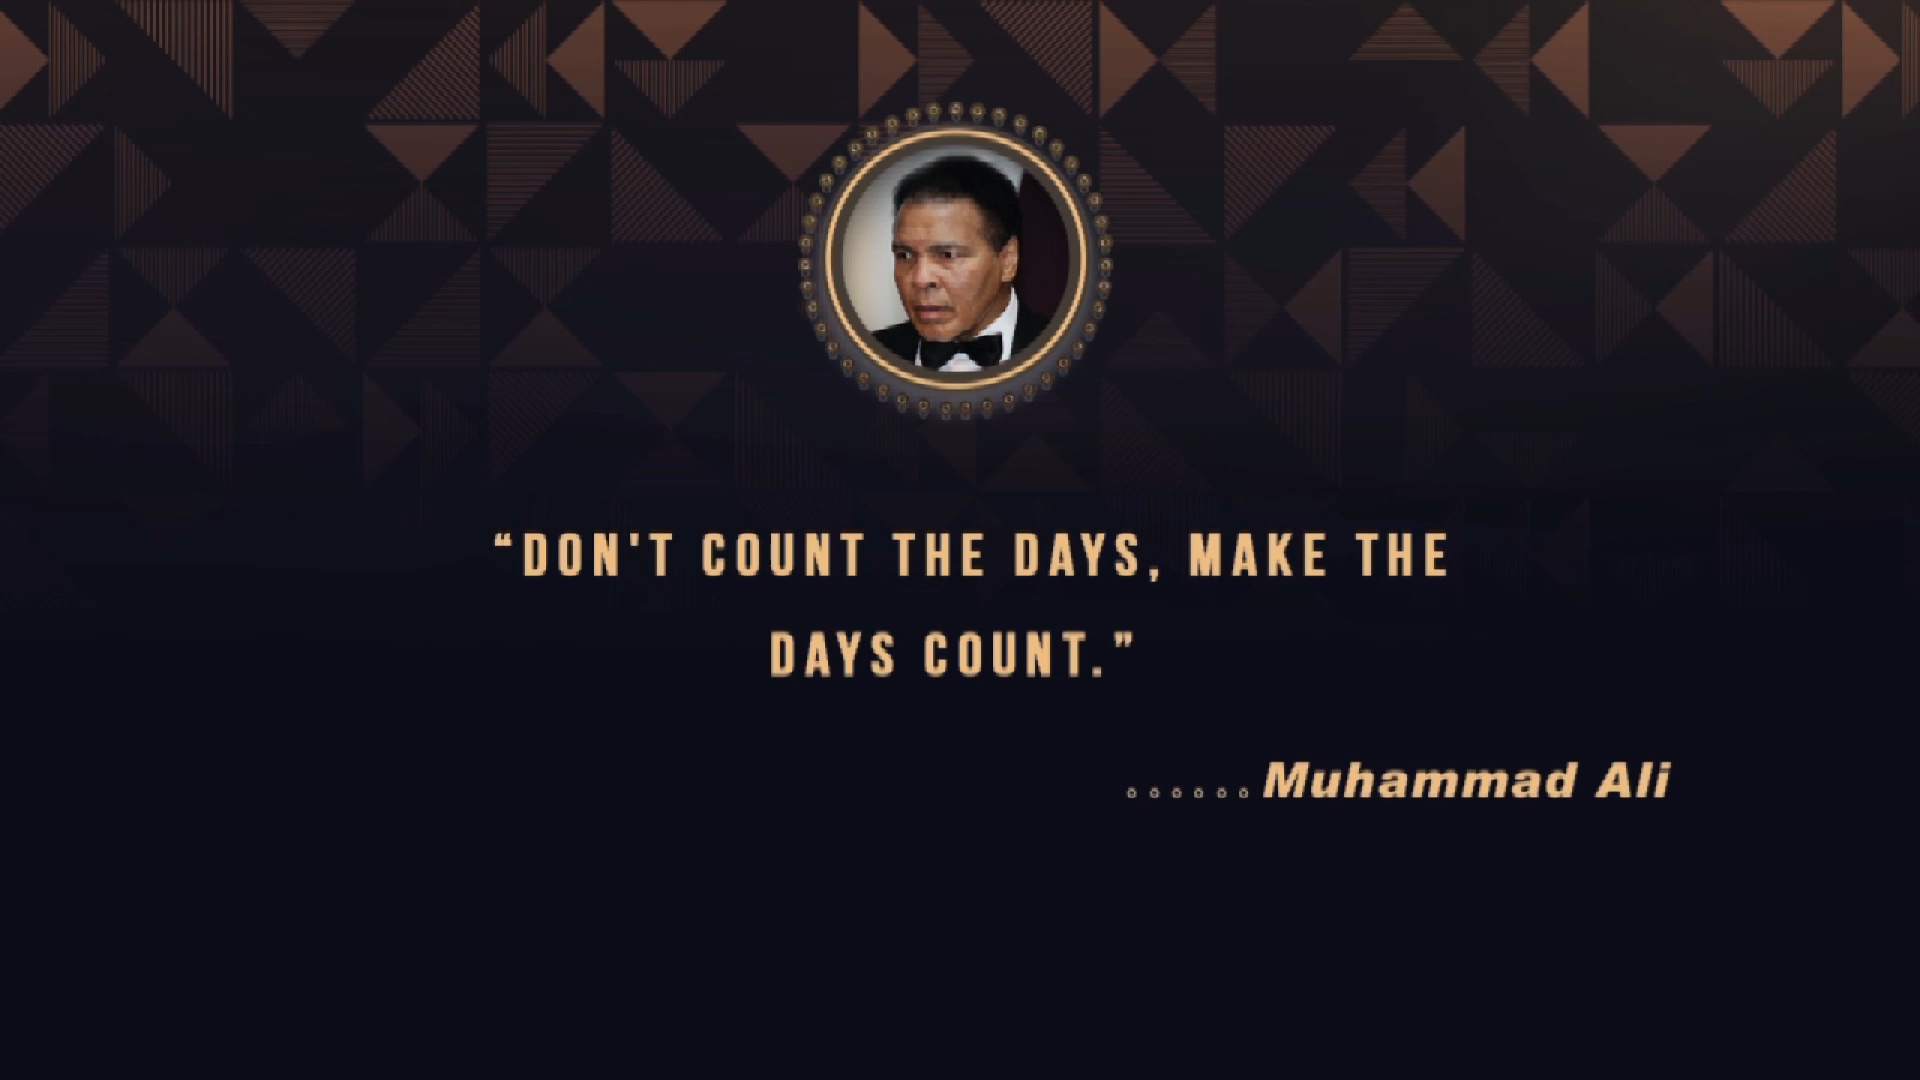 “DON'T COUNT THE DAYS, MAKE THE
DAYS COUNT.”
......Muhammad Ali